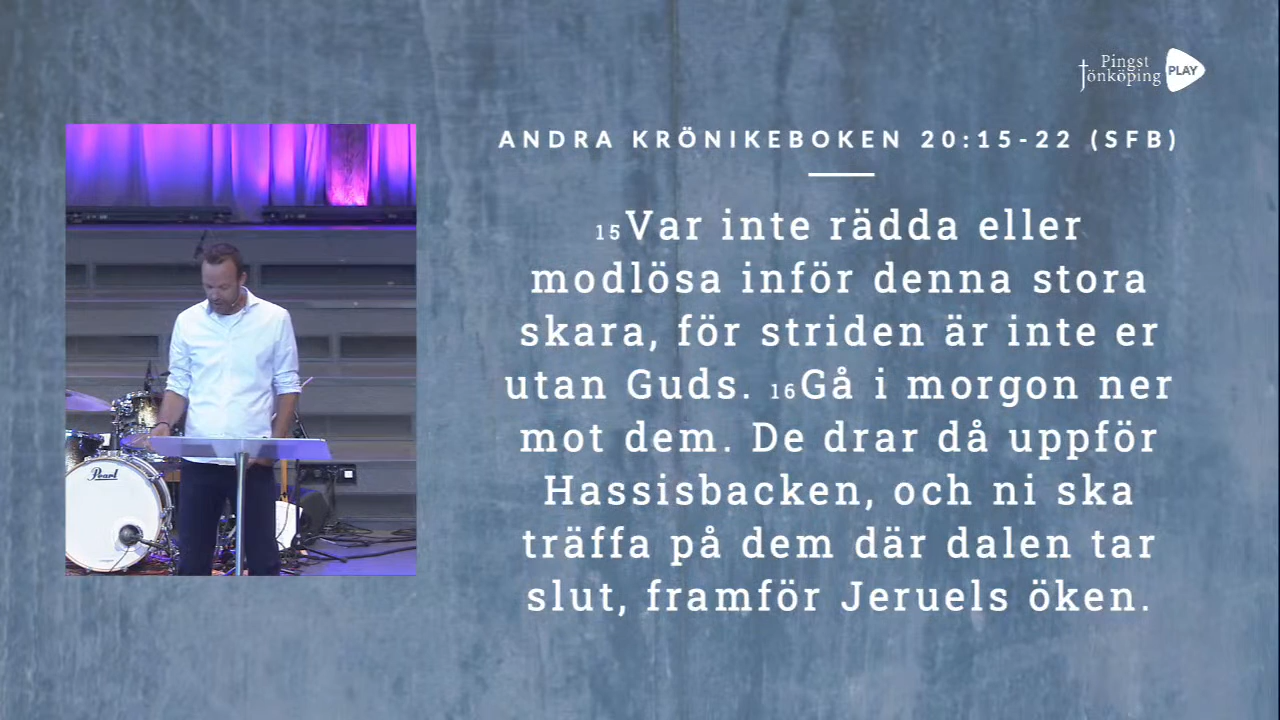 Pingst
Jönköping
PLAY
ANDRA KRÖNIKEBOKEN 20:15-22 (SFB)
15Var inte rädda eller
modlösa inför denna stora
skara, för striden är inte er
utan Guds. 16Gå i morgon ner
mot dem. De drar då uppför
Hassisbacken, och ni ska
träffa på dem där dalen tar
slut, framför Jeruels öken.
Pearl